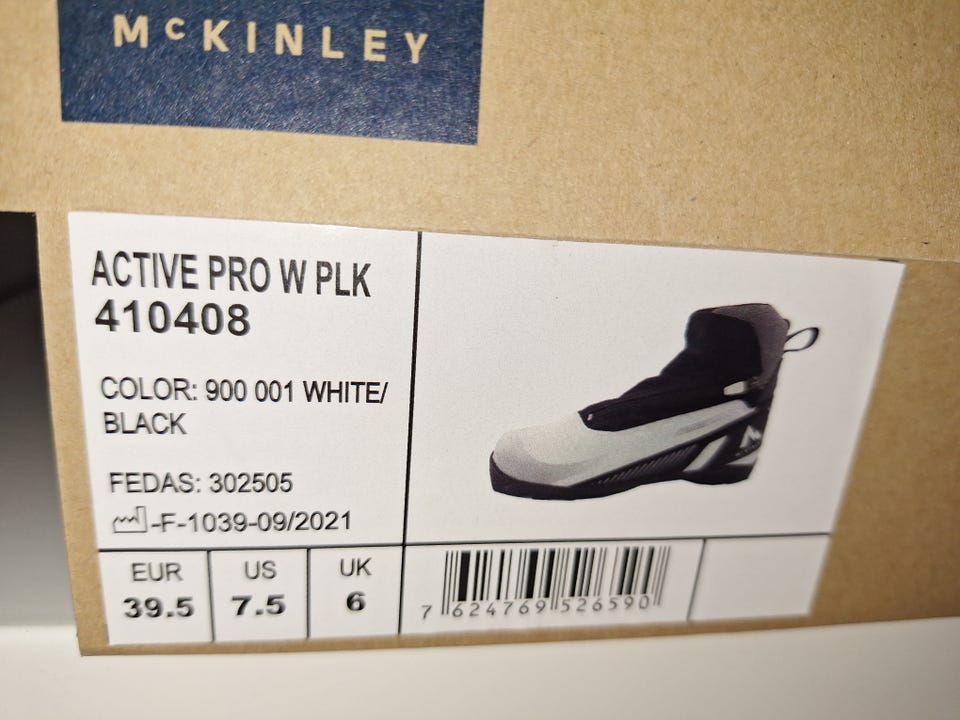 McKINLEY
ACTIVE PRO W PLK
410408
COLOR: 900 001 WHITE/
BLACK
FEDAS: 302505
-F-1039-09/2021
EUR US UK
39.5 7.5 6
7 624769 526590